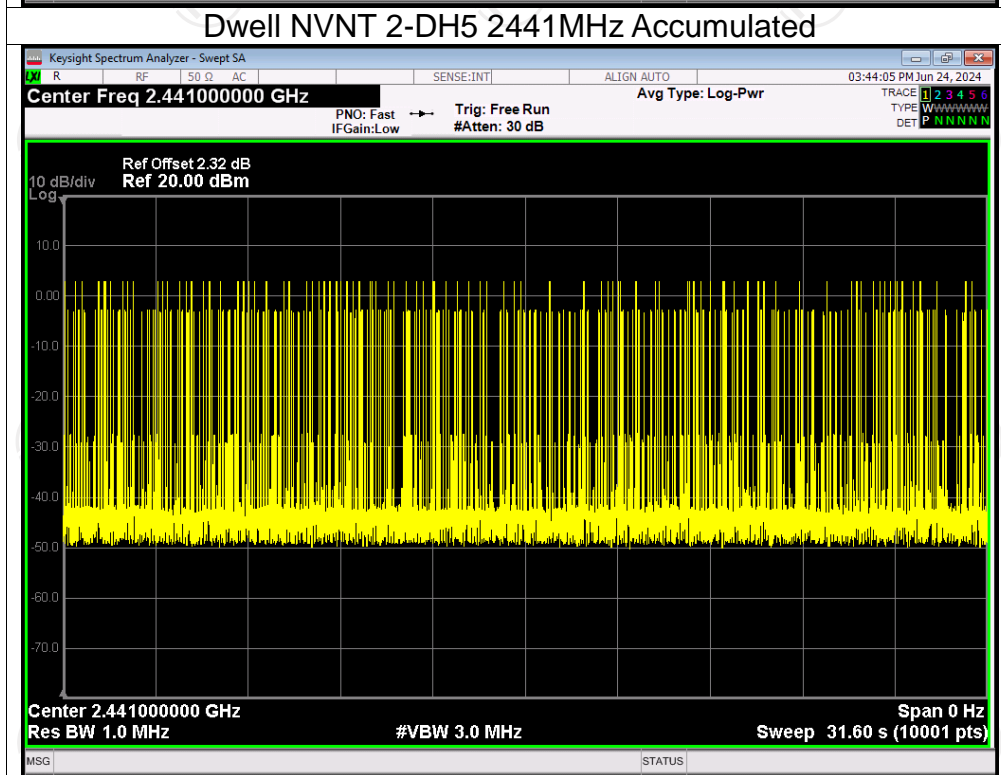 Dwell NVNT 2-DH5 2441MHz Accumulated
Keysight Spectrum Analyzer - Swept SA
LXI R RF 50 Ω AC SENSE:INT ALIGN AUTO 03:44:05 PM Jun 24, 2024
Center Freq 2.441000000 GHz Avg Type: Log-Pwr TRACE 1 2 3 4 5 6
PNO: Fast Trig: Free Run TYPE WWWWWW
IFGain:Low #Atten: 30 dB DET P N N N N N
Ref Offset 2.32 dB
10 dB/div Ref 20.00 dBm
Log
10.0
0.00
-10.0
-20.0
-30.0
-40.0
-50.0
-60.0
-70.0
Center 2.441000000 GHz Span 0 Hz
Res BW 1.0 MHz #VBW 3.0 MHz Sweep 31.60 s (10001 pts)
MSG STATUS